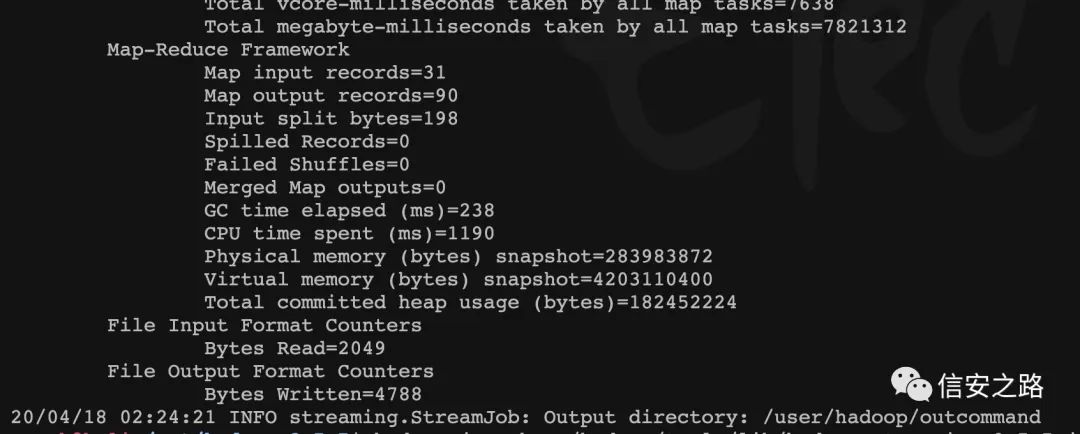 Total vcore-milliseconds taken by all map tasks=7638
Total megabyte-milliseconds taken by all map tasks=7821312
Map-Reduce Framework
Map input records=31
Map output records=90
Input split bytes=198
Spilled Records=0
Failed Shuffles=0
Merged Map outputs=0
GC time elapsed (ms)=238
CPU time spent (ms)=1190
Physical memory (bytes) snapshot=283983872
Virtual memory (bytes) snapshot=4203110400
Total committed heap usage (bytes)=182452224
File Input Format Counters
Bytes Read=2049
File Output Format Counters
Bytes Written=4788
信安之路
20/04/18 02:24:21 INFO streaming.StreamJob: Output directory: /user/hadoop/outcommand